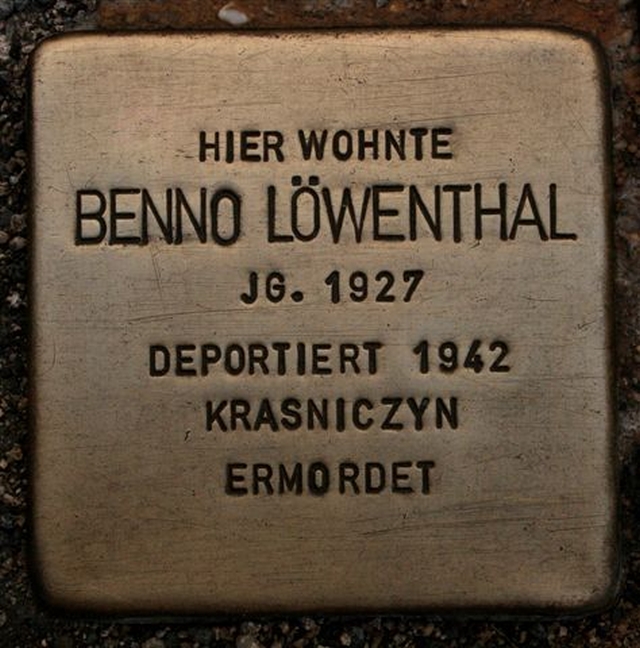 HIER WOHNTE
BENNO LÖWENTHAL
JG. 1927
DEPORTIERT 1942
KRASNICZYN
ERMORDET